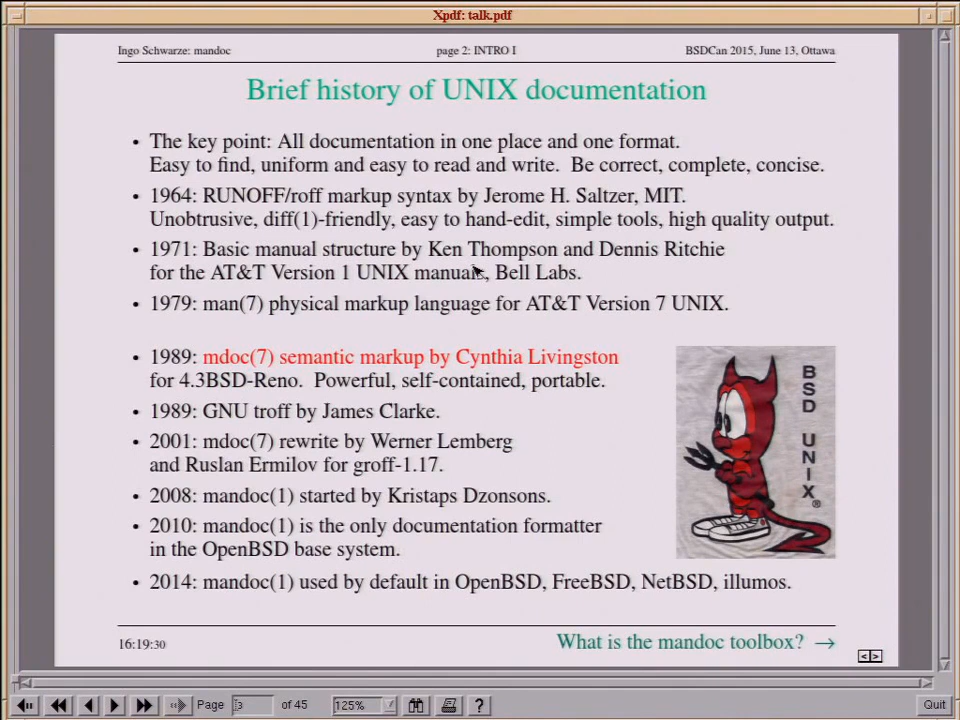 Xpdf: talk.pdf
Ingo Schwarze: mandoc page 2: INTRO I BSDCan 2015, June 13, Ottawa
Brief history of UNIX documentation
• The key point: All documentation in one place and one format.
Easy to find, uniform and easy to read and write. Be correct, complete, concise.
• 1964: RUNOFF/roff markup syntax by Jerome H. Saltzer, MIT.
Unobtrusive, diff(1)-friendly, easy to hand-edit, simple tools, high quality output.
• 1971: Basic manual structure by Ken Thompson and Dennis Ritchie
for the AT&T Version 1 UNIX manuals, Bell Labs.
• 1979: man(7) physical markup language for AT&T Version 7 UNIX.
• 1989: mdoc(7) semantic markup by Cynthia Livingston
for 4.3BSD-Reno. Powerful, self-contained, portable.
• 1989: GNU troff by James Clarke.
• 2001: mdoc(7) rewrite by Werner Lemberg
and Ruslan Ermilov for groff-1.17.
• 2008: mandoc(1) started by Kristaps Dzonsons.
• 2010: mandoc(1) is the only documentation formatter
in the OpenBSD base system.
• 2014: mandoc(1) used by default in OpenBSD, FreeBSD, NetBSD, illumos.
BSD UNIX®
16:19:30 What is the mandoc toolbox? →
< >
Page 3 of 45 125% ? Quit